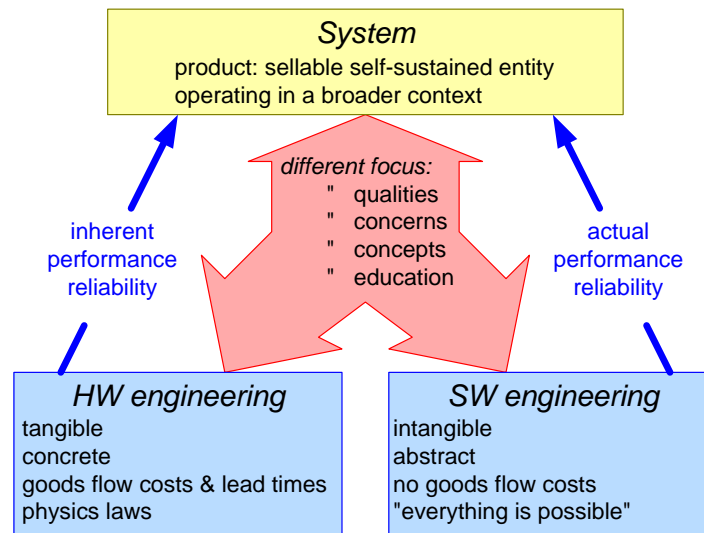 System
product: sellable self-sustained entity
operating in a broader context
different focus:
" qualities
" concerns
" concepts
" education
inherent
performance
reliability
actual
performance
reliability
HW engineering
tangible
concrete
goods flow costs & lead times
physics laws
SW engineering
intangible
abstract
no goods flow costs
"everything is possible"